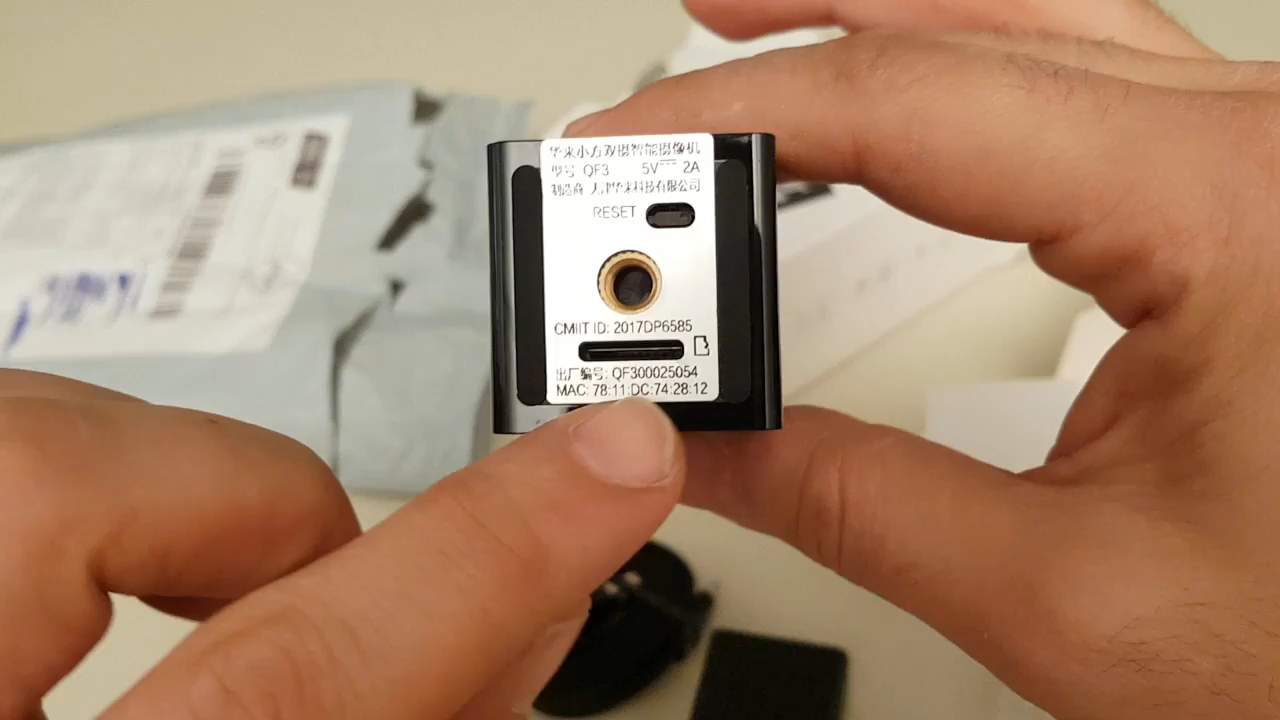 华来小方双摄智能摄像机
型号 QF3 5V⎓ 2A
制造商 天津华来科技有限公司
RESET
CMIIT ID: 2017DP6585
出厂编号: QF300025054
MAC: 78:11:DC:74:28:12